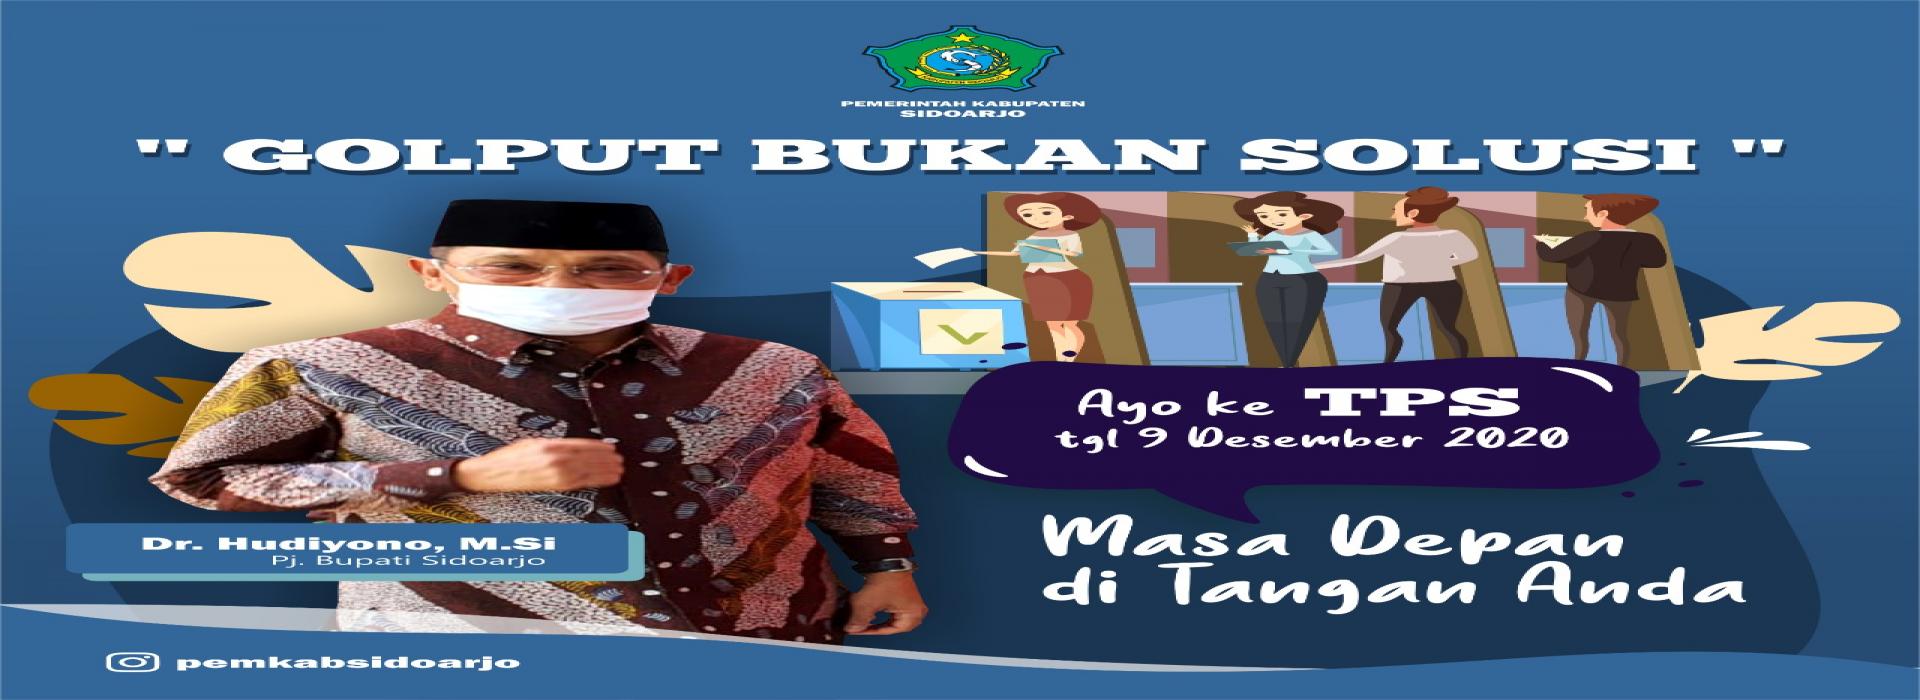 PEMERINTAH KABUPATEN
SIDOARJO
" GOLPUT BUKAN SOLUSI "
Ayo ke TPS
tgl 9 Desember 2020
Masa Depan
di Tangan Anda
Dr. Hudiyono, M.Si
Pj. Bupati Sidoarjo
pemkabsidoarjo